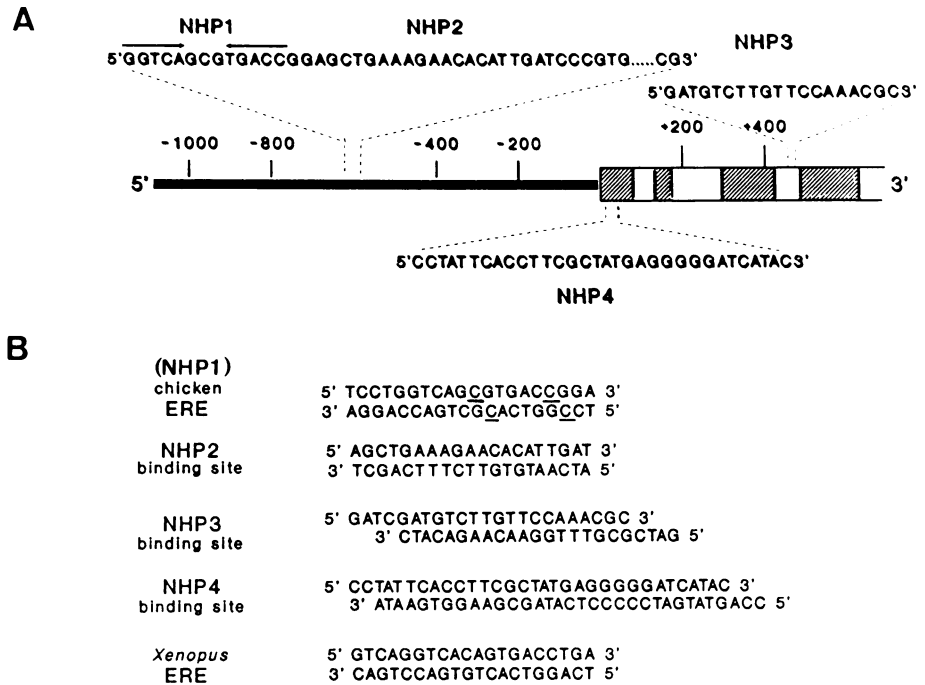 A
NHP1 NHP2
NHP3
5'GGTCAGCGTGACCGGAGCTGAAAGAACACATTGATCCCGTG.....CG3'
5'GATGTCTTGTTCCAAACGC3'
-1000 -800 -400 -200 +200 +400
5' 3'
5'CCTATTCACCTTCGCTATGAGGGGGATCATAC3'
NHP4
B
(NHP1)
chicken 5' TCCTGGTCAGCGTGACCGGA 3'
ERE 3' AGGACCAGTCGCACTGGCCT 5'
NHP2 5' AGCTGAAAGAACACATTGAT 3'
binding site 3' TCGACTTTCTTGTGTAACTA 5'
NHP3 5' GATCGATGTCTTGTTCCAAACGC 3'
binding site 3' CTACAGAACAAGGTTTGCGCTAG 5'
NHP4 5' CCTATTCACCTTCGCTATGAGGGGGATCATAC 3'
binding site 3' ATAAGTGGAAGCGATACTCCCCCTAGTATGACC 5'
Xenopus 5' GTCAGGTCACAGTGACCTGA 3'
ERE 3' CAGTCCAGTGTCACTGGACT 5'